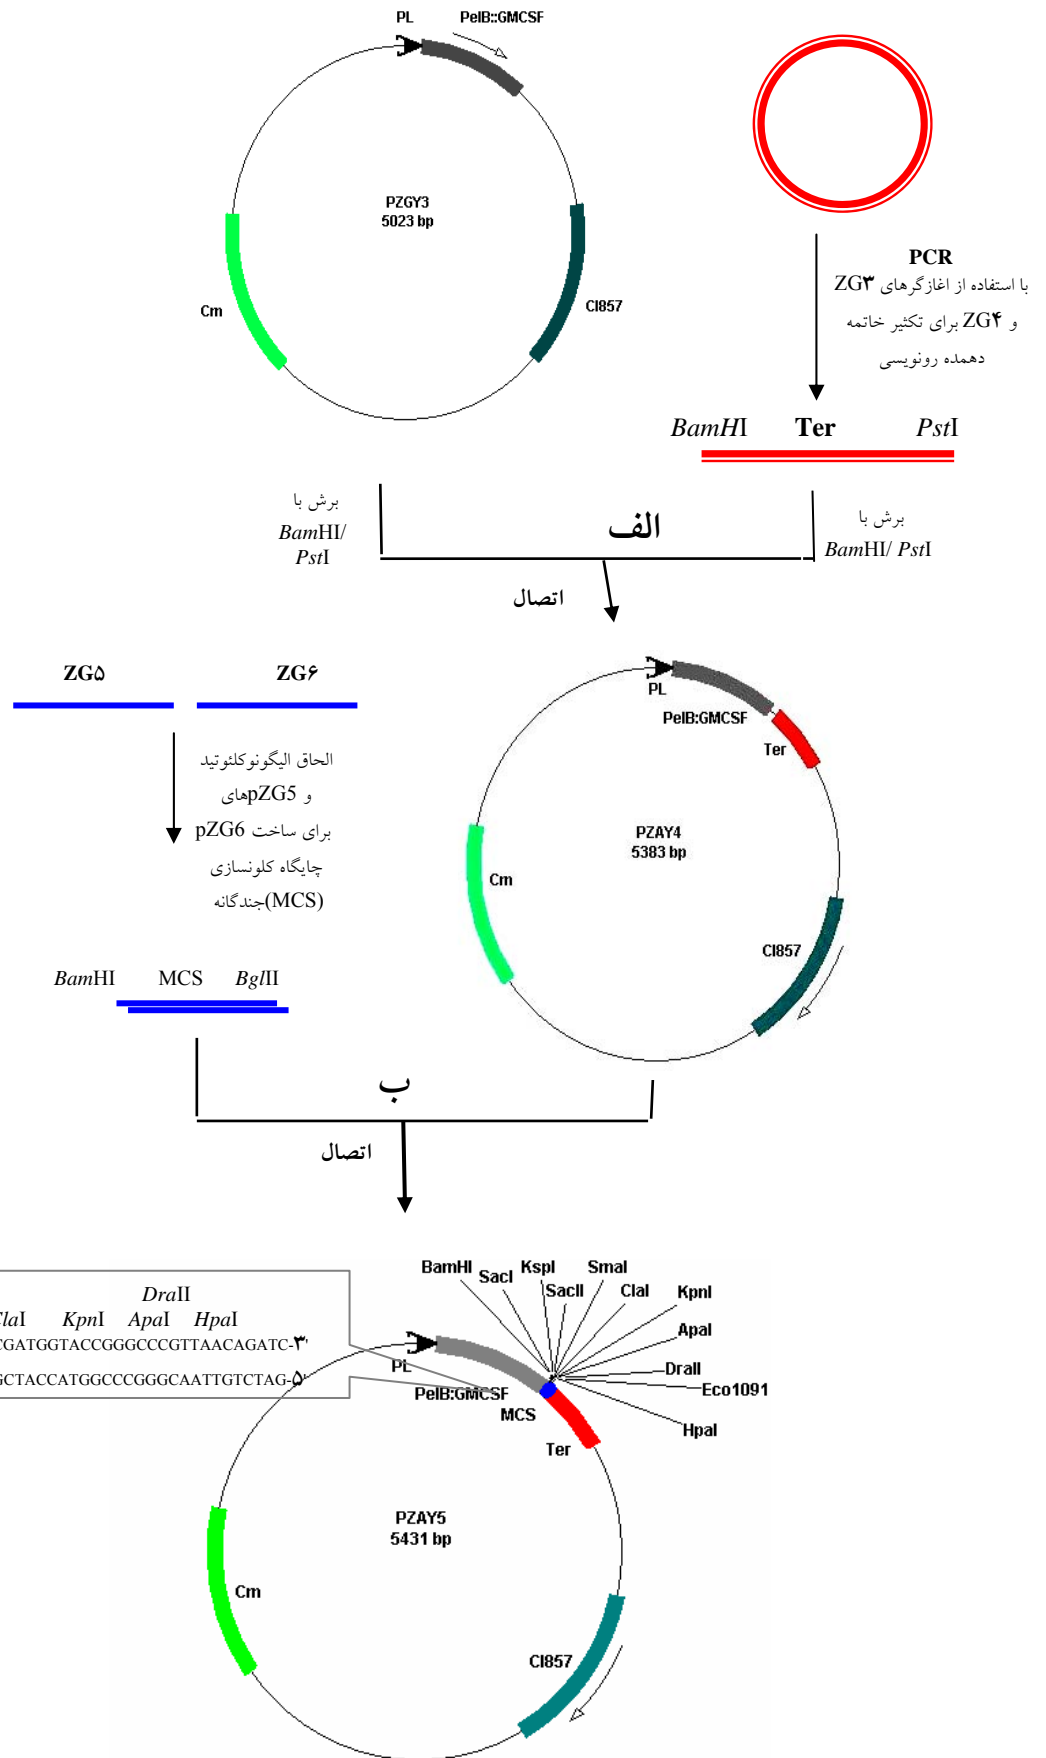 PL
PelB::GMCSF
PZGY3
5023 bp
Cm
CI857
PCR
با استفاده از اغازگرهای ZG۳
و ZG۴ برای تکثیر خاتمه
دهمده رونویسی
BamHI Ter PstI
برش با
BamHI/
PstI
الف
برش با
BamHI/ PstI
اتصال
ZG۵
ZG۶
الحاق الیگونوکلئوتید
و pZG5های
برای ساخت pZG6
چایگاه کلونسازی
(MCS)جندگانه
BamHI MCS BglII
PL
PelB:GMCSF
Ter
PZAY4
5383 bp
Cm
CI857
ب
اتصال
DraII
ClaI KpnI ApaI HpaI
CGATGGTACCGGGCCCGTTAACAGATC-۳'
GCTACCATGGCCCGGGCAATTGTCTAG-۵'
BamHI
SacI
KspI
SacII
SmaI
ClaI
KpnI
ApaI
DraII
Eco1091
HpaI
PL
PelB:GMCSF
MCS
Ter
PZAY5
5431 bp
Cm
CI857